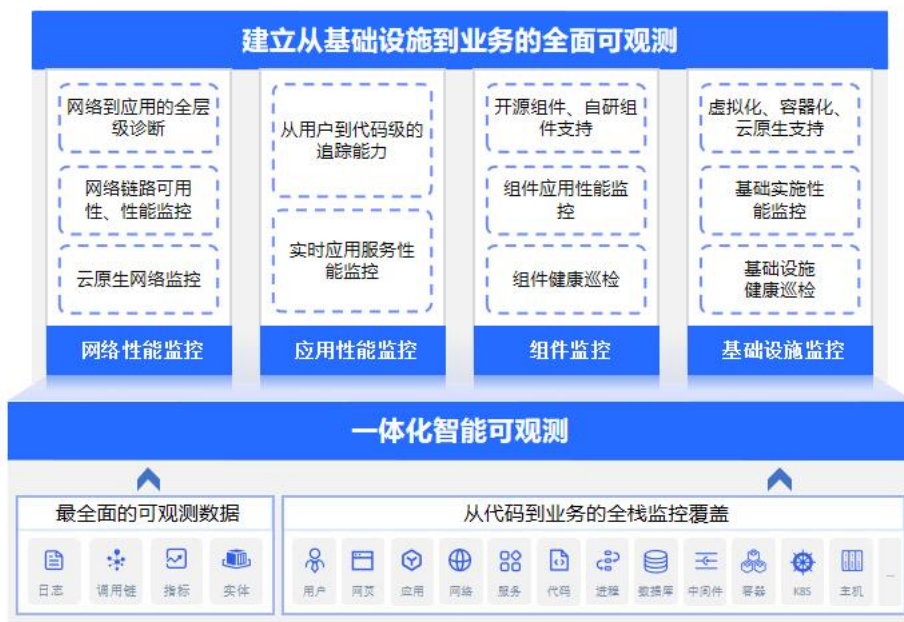 建立从基础设施到业务的全面可观测
网络到应用的全层
级诊断
网络链路可用
性、性能监控
云原生网络监控
网络性能监控
从用户到代码级的
追踪能力
实时应用服务性
能监控
应用性能监控
开源组件、自研组
件支持
组件应用性能监
控
组件健康巡检
组件监控
虚拟化、容器化、
云原生支持
基础实施性
能监控
基础设施
健康巡检
基础设施监控
一体化智能可观测
最全面的可观测数据
日志
调用链
指标
实体
从代码到业务的全栈监控覆盖
用户
网页
应用
网络
服务
代码
进程
数据库
中间件
容器
K8S
主机
...